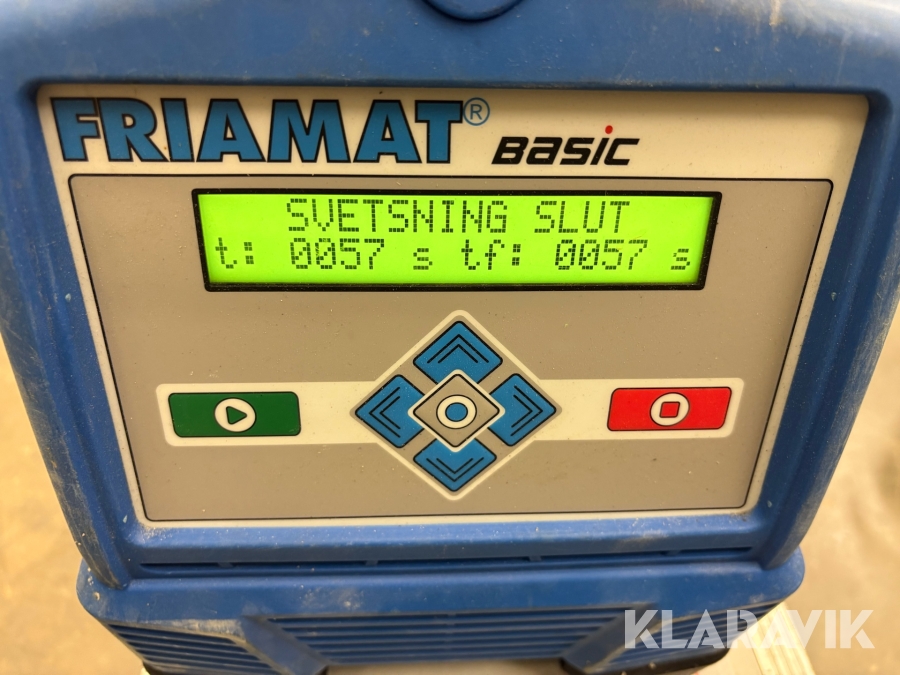 FRIAMAT® BASIC
SVETSNING SLUT
t: 0057 s tf: 0057 s
KLARAVIK